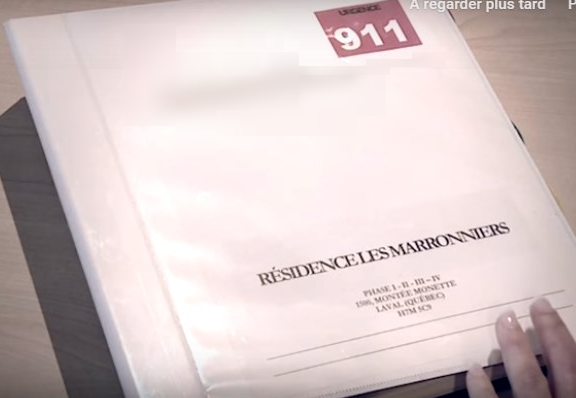 À regarder plus tard P
URGENCE
911
RÉSIDENCE LES MARRONNIERS
PHASE I - II - III - IV
1500, MONTÉE MONETTE
LAVAL (QUÉBEC)
H7M 5C9